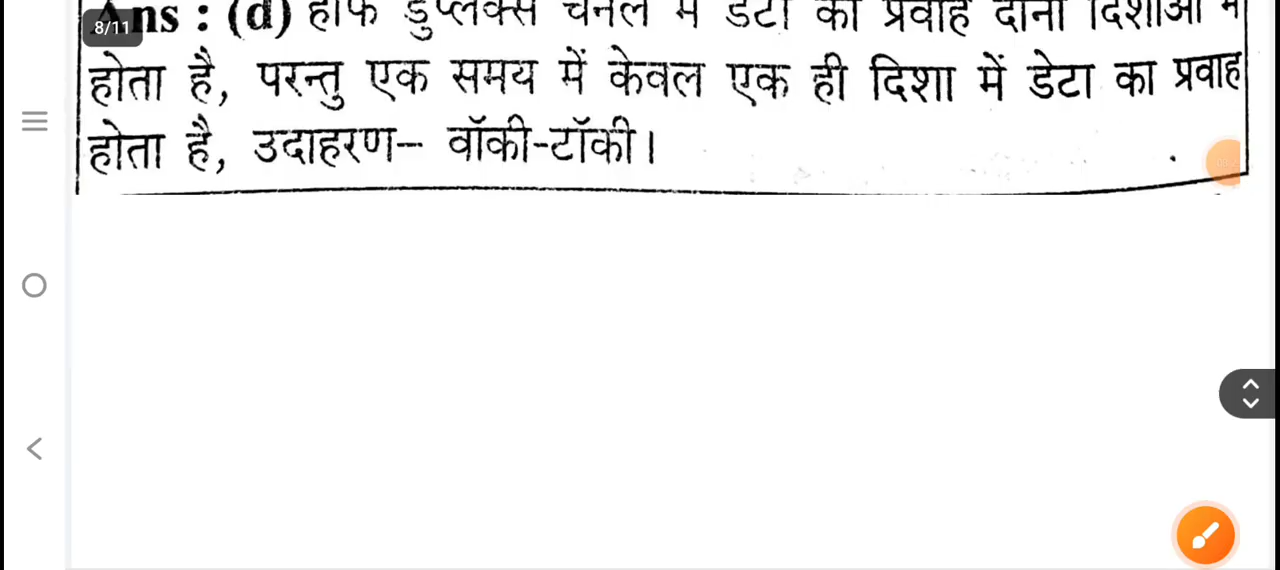 Ans : (d) हाफ डुप्लेक्स चैनल में डेटा का प्रवाह दोनों दिशाओं में
8/11
होता है, परन्तु एक समय में केवल एक ही दिशा में डेटा का प्रवाह
होता है, उदाहरण– वॉकी-टॉकी।